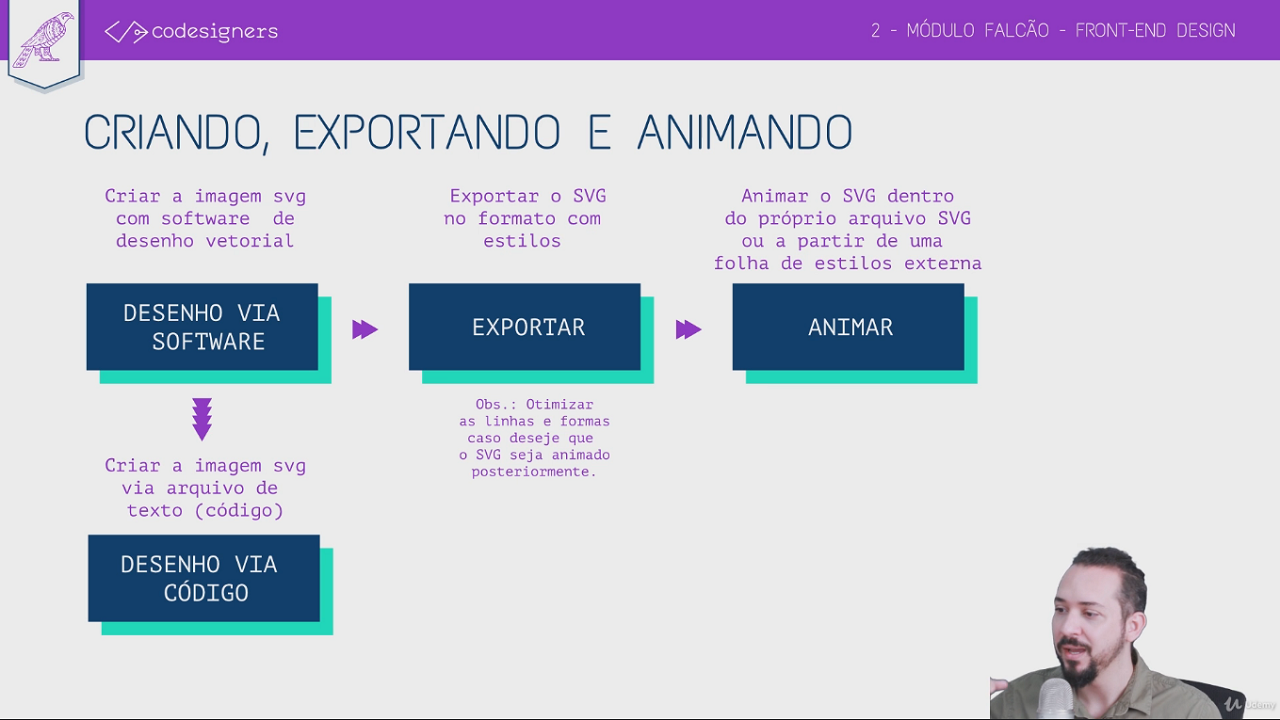 codesigners
2 - MÓDULO FALCÃO - FRONT-END DESIGN
CRIANDO, EXPORTANDO E ANIMANDO
Criar a imagem svg
com software de
desenho vetorial
DESENHO VIA
SOFTWARE
Exportar o SVG
no formato com
estilos
EXPORTAR
Obs.: Otimizar
as linhas e formas
caso deseje que
o SVG seja animado
posteriormente.
Animar o SVG dentro
do próprio arquivo SVG
ou a partir de uma
folha de estilos externa
ANIMAR
Criar a imagem svg
via arquivo de
texto (código)
DESENHO VIA
CÓDIGO
Udemy